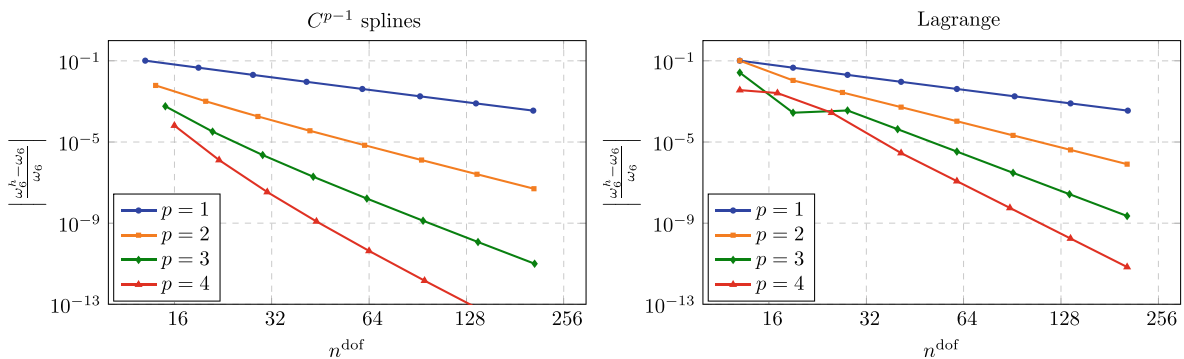 C^{p−1} splines
10^{−1}
10^{−5}
10^{−9}
10^{−13}
|ω_6^h−ω_6 / ω_6|
p = 1
p = 2
p = 3
p = 4
16 32 64 128 256
n^{dof}
Lagrange
10^{−1}
10^{−5}
10^{−9}
10^{−13}
|ω_6^h−ω_6 / ω_6|
p = 1
p = 2
p = 3
p = 4
16 32 64 128 256
n^{dof}